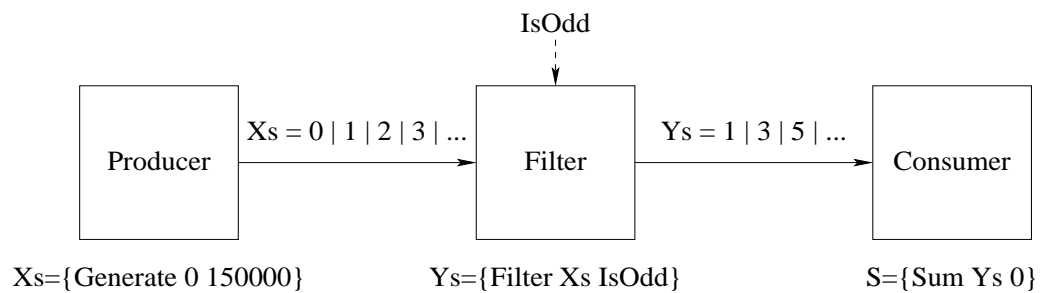 IsOdd
Xs = 0 | 1 | 2 | 3 | ...
Ys = 1 | 3 | 5 | ...
Producer
Filter
Consumer
Xs={Generate 0 150000}
Ys={Filter Xs IsOdd}
S={Sum Ys 0}